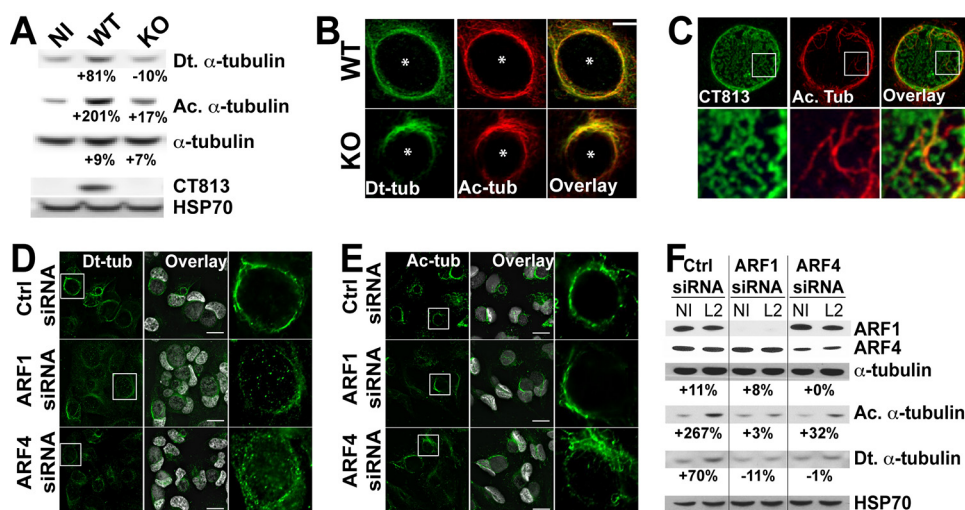 A
NI WT KO
Dt. α-tubulin
+81% -10%
Ac. α-tubulin
+201% +17%
α-tubulin
+9% +7%
CT813
HSP70
B
WT
* * *
KO
* * *
Dt-tub Ac-tub Overlay
C
CT813 Ac. Tub Overlay
D
Dt-tub Overlay
Ctrl siRNA
ARF1 siRNA
ARF4 siRNA
E
Ac-tub Overlay
Ctrl siRNA
ARF1 siRNA
ARF4 siRNA
F
Ctrl ARF1 ARF4
siRNA siRNA siRNA
NI L2 NI L2 NI L2
ARF1
ARF4
α-tubulin
+11% +8% +0%
Ac. α-tubulin
+267% +3% +32%
Dt. α-tubulin
+70% -11% -1%
HSP70